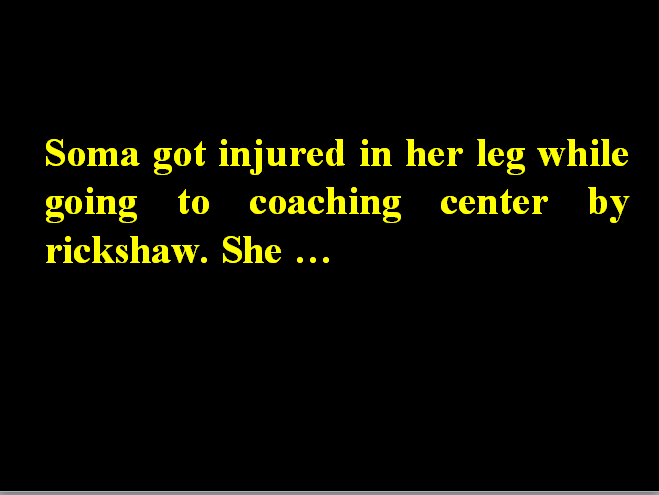 Soma got injured in her leg while
going to coaching center by
rickshaw. She …